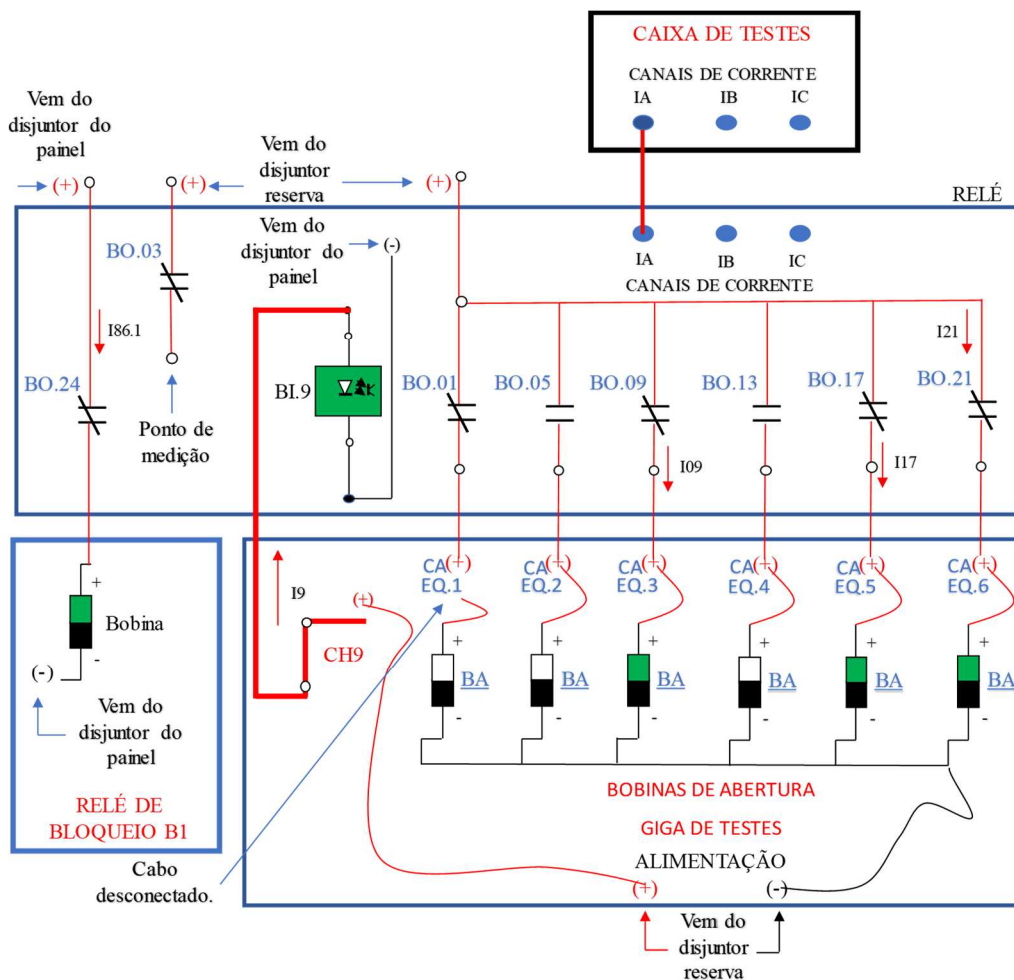 CAIXA DE TESTES
CANAIS DE CORRENTE
IA
IB
IC
Vem do
disjuntor do
painel
(+)
(+)
Vem do
disjuntor
reserva
(+)
RELÉ
BO.03
Vem do
disjuntor do
painel
(-)
IA
IB
IC
CANAIS DE CORRENTE
I86.1
BO.24
Ponto de
medição
BI.9
BO.01
BO.05
BO.09
BO.13
BO.17
BO.21
I21
I09
I17
I9
(+)
CH9
CA(+)
EQ.1
CA(+)
EQ.2
CA(+)
EQ.3
CA(+)
EQ.4
CA(+)
EQ.5
CA(+)
EQ.6
+
BA
-
+
BA
-
+
BA
-
+
BA
-
+
BA
-
+
BA
-
+
Bobina
-
(-)
Vem do
disjuntor do
painel
RELÉ DE
BLOQUEIO B1
BOBINAS DE ABERTURA
GIGA DE TESTES
ALIMENTAÇÃO
(+)
(-)
Cabo
desconectado.
Vem do
disjuntor
reserva